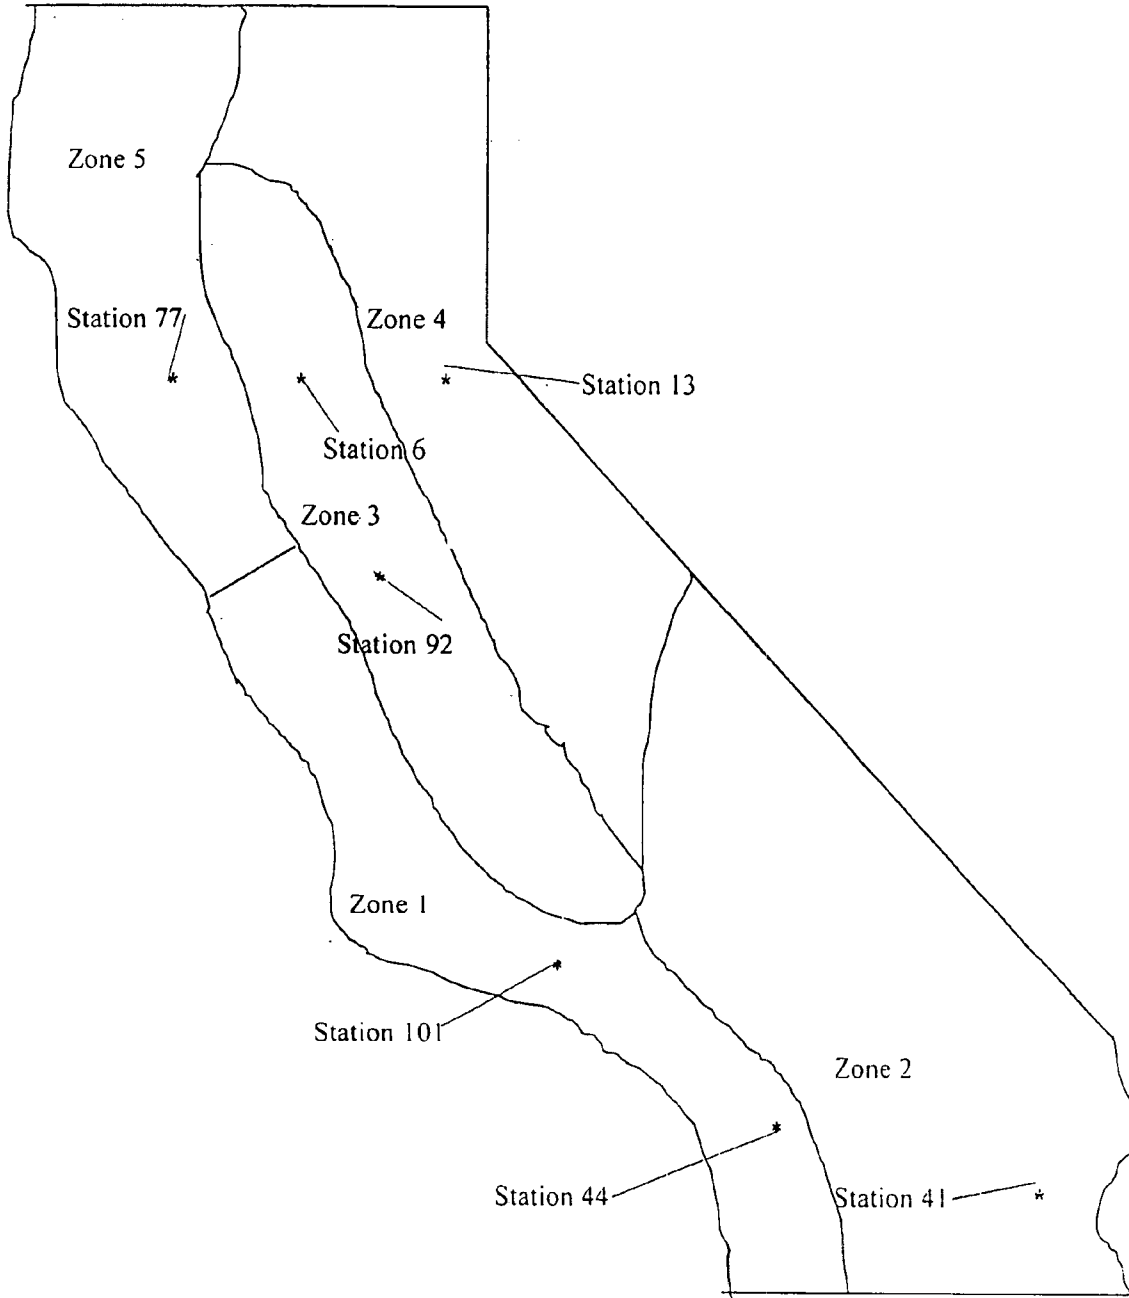 Zone 5
Station 77
Zone 4
Station 13
Station 6
Zone 3
Station 92
Zone 1
Station 101
Zone 2
Station 44
Station 41